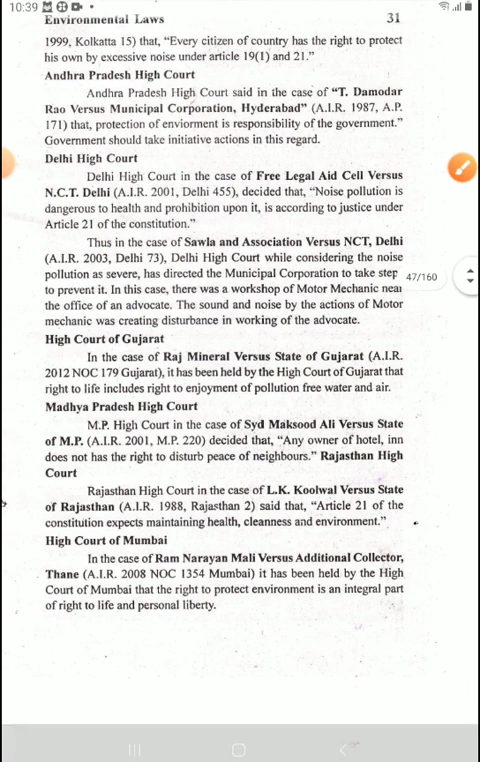 10:39
Environmental Laws 31
1999, Kolkatta 15) that, “Every citizen of country has the right to protect
his own by excessive noise under article 19(1) and 21.”
Andhra Pradesh High Court
Andhra Pradesh High Court said in the case of “T. Damodar
Rao Versus Municipal Corporation, Hyderabad” (A.I.R. 1987, A.P.
171) that, protection of enviorment is responsibility of the government.”
Government should take initiative actions in this regard.
Delhi High Court
Delhi High Court in the case of Free Legal Aid Cell Versus
N.C.T. Delhi (A.I.R. 2001, Delhi 455), decided that, “Noise pollution is
dangerous to health and prohibition upon it, is according to justice under
Article 21 of the constitution.”
Thus in the case of Sawla and Association Versus NCT, Delhi
(A.I.R. 2003, Delhi 73), Delhi High Court while considering the noise
pollution as severe, has directed the Municipal Corporation to take step
47/160
to prevent it. In this case, there was a workshop of Motor Mechanic near
the office of an advocate. The sound and noise by the actions of Motor
mechanic was creating disturbance in working of the advocate.
High Court of Gujarat
In the case of Raj Mineral Versus State of Gujarat (A.I.R.
2012 NOC 179 Gujarat), it has been held by the High Court of Gujarat that
right to life includes right to enjoyment of pollution free water and air.
Madhya Pradesh High Court
M.P. High Court in the case of Syd Maksood Ali Versus State
of M.P. (A.I.R. 2001, M.P. 220) decided that, “Any owner of hotel, inn
does not has the right to disturb peace of neighbours.” Rajasthan High
Court
Rajasthan High Court in the case of L.K. Koolwal Versus State
of Rajasthan (A.I.R. 1988, Rajasthan 2) said that, “Article 21 of the
constitution expects maintaining health, cleanness and environment.”
High Court of Mumbai
In the case of Ram Narayan Mali Versus Additional Collector,
Thane (A.I.R. 2008 NOC 1354 Mumbai) it has been held by the High
Court of Mumbai that the right to protect environment is an integral part
of right to life and personal liberty.